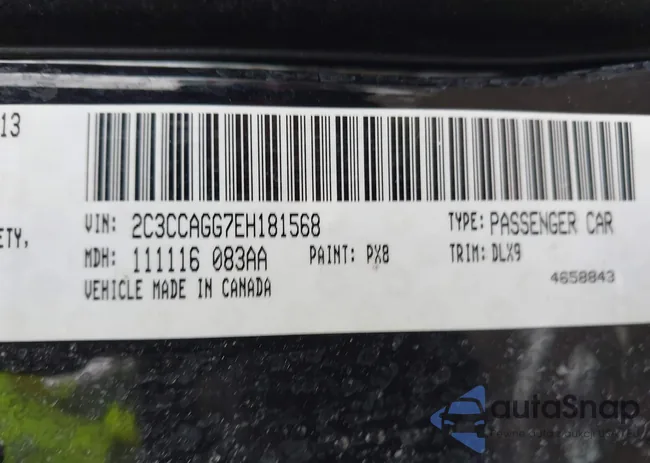 13
VIN: 2C3CCAGG7EH181568
TYPE: PASSENGER CAR
ETY,
MDH: 111116 083AA
PAINT: PX8
TRIM: DLX9
VEHICLE MADE IN CANADA
4658843
autoSnap